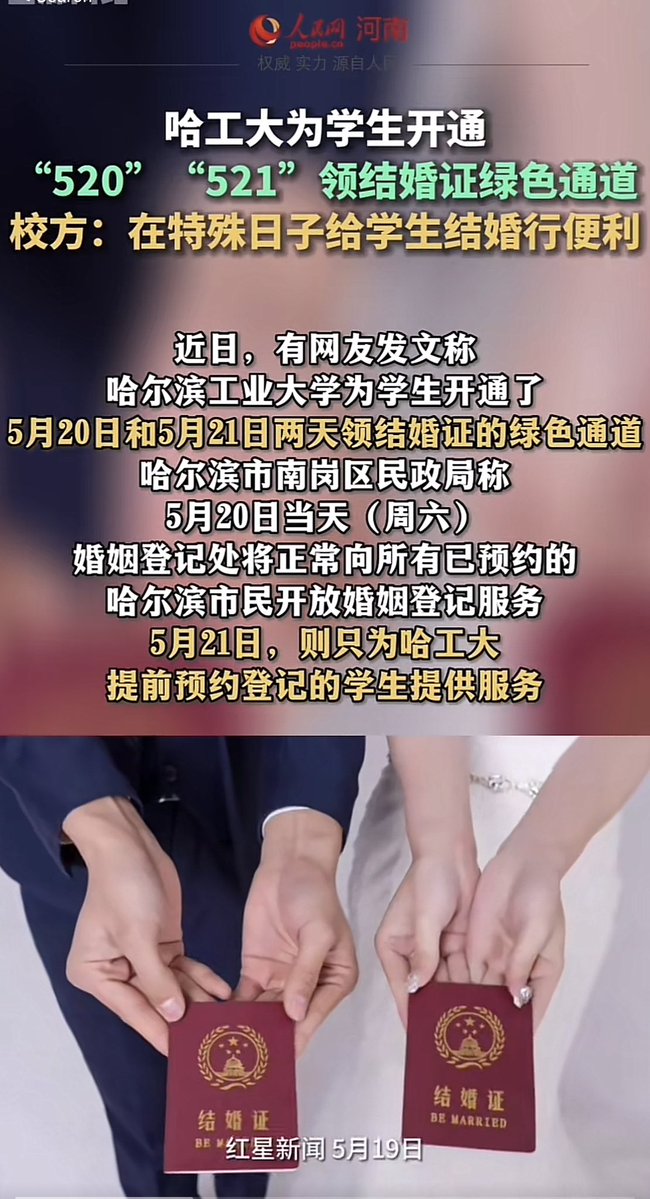 人民网 河南
people.cn
权威 实力 源自人民
哈工大为学生开通
“520” “521”领结婚证绿色通道
校方：在特殊日子给学生结婚行便利
近日，有网友发文称
哈尔滨工业大学为学生开通了
5月20日和5月21日两天领结婚证的绿色通道
哈尔滨市南岗区民政局称
5月20日当天（周六）
婚姻登记处将正常向所有已预约的
哈尔滨市民开放婚姻登记服务
5月21日，则只为哈工大
提前预约登记的学生提供服务
结婚证
BE MARRIED
结婚证
BE MARRIED
红星新闻 5月19日